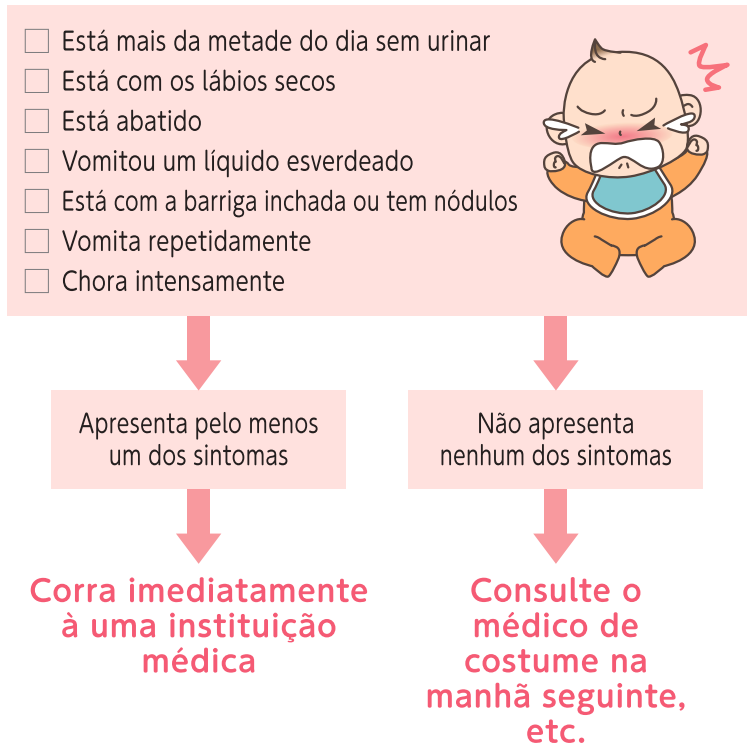 Está mais da metade do dia sem urinar
Está com os lábios secos
Está abatido
Vomitou um líquido esverdeado
Está com a barriga inchada ou tem nódulos
Vomita repetidamente
Chora intensamente
Apresenta pelo menos
um dos sintomas
Não apresenta
nenhum dos sintomas
Corra imediatamente
à uma instituição
médica
Consulte o
médico de
costume na
manhã seguinte,
etc.